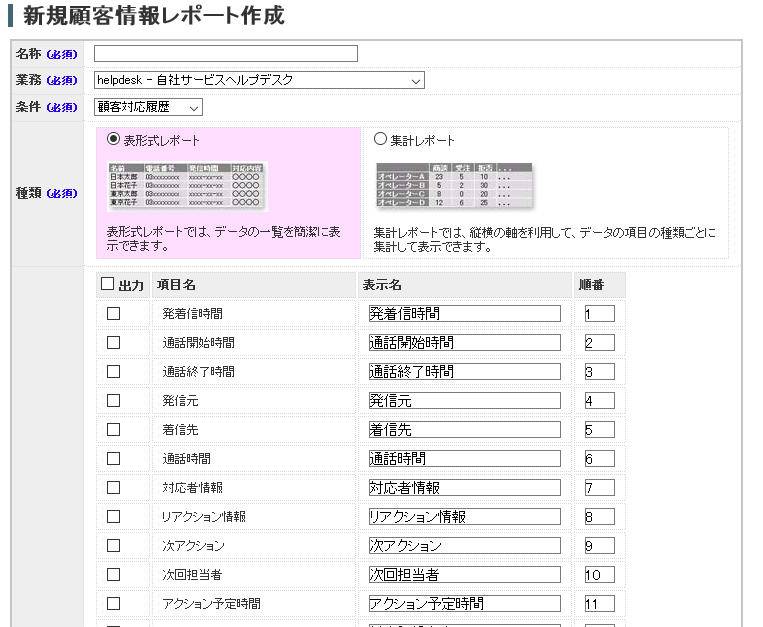 新規顧客情報レポート作成
名称 (必須)
業務 (必須) helpdesk - 自社サービスヘルプデスク
条件 (必須) 顧客対応履歴
種類 (必須)
表形式レポート
名前 電話番号 発信時間 対応内容
日本太郎 03xxxxxxxx xxxx-xx-xx ○○○○
日本花子 03xxxxxxxx xxxx-xx-xx ○○○○
東京太郎 03xxxxxxxx xxxx-xx-xx ○○○○
東京花子 03xxxxxxxx xxxx-xx-xx ○○○○
表形式レポートでは、データの一覧を簡潔に表
示できます。
集計レポート
商談 受注 拒否 ...
オペレーターA 23 5 10 ...
オペレーターB 5 2 30 ...
オペレーターC 8 0 20 ...
オペレーターD 12 6 25 ...
集計レポートでは、縦横の軸を利用して、データの項目の種類ごとに
集計して表示できます。
出力 項目名 表示名 順番
発着信時間 発着信時間 1
通話開始時間 通話開始時間 2
通話終了時間 通話終了時間 3
発信元 発信元 4
着信先 着信先 5
通話時間 通話時間 6
対応者情報 対応者情報 7
リアクション情報 リアクション情報 8
次アクション 次アクション 9
次回担当者 次回担当者 10
アクション予定時間 アクション予定時間 11